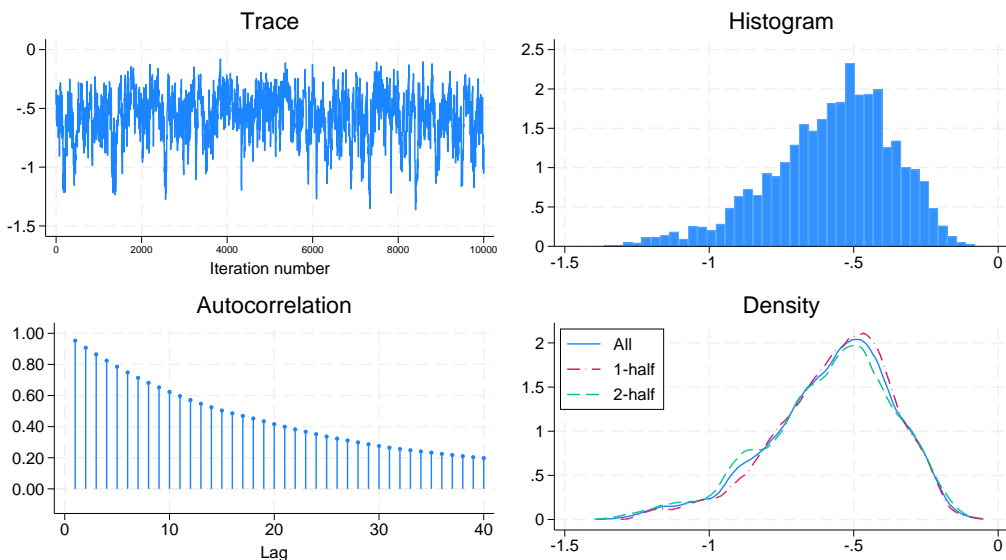 Trace
0
-.5
-1
-1.5
0 2000 4000 6000 8000 10000
Iteration number
Histogram
2.5
2
1.5
1
.5
0
-1.5 -1 -.5 0
Autocorrelation
1.00
0.80
0.60
0.40
0.20
0.00
0 10 20 30 40
Lag
Density
All
1-half
2-half
2
1.5
1
.5
0
-1.5 -1 -.5 0